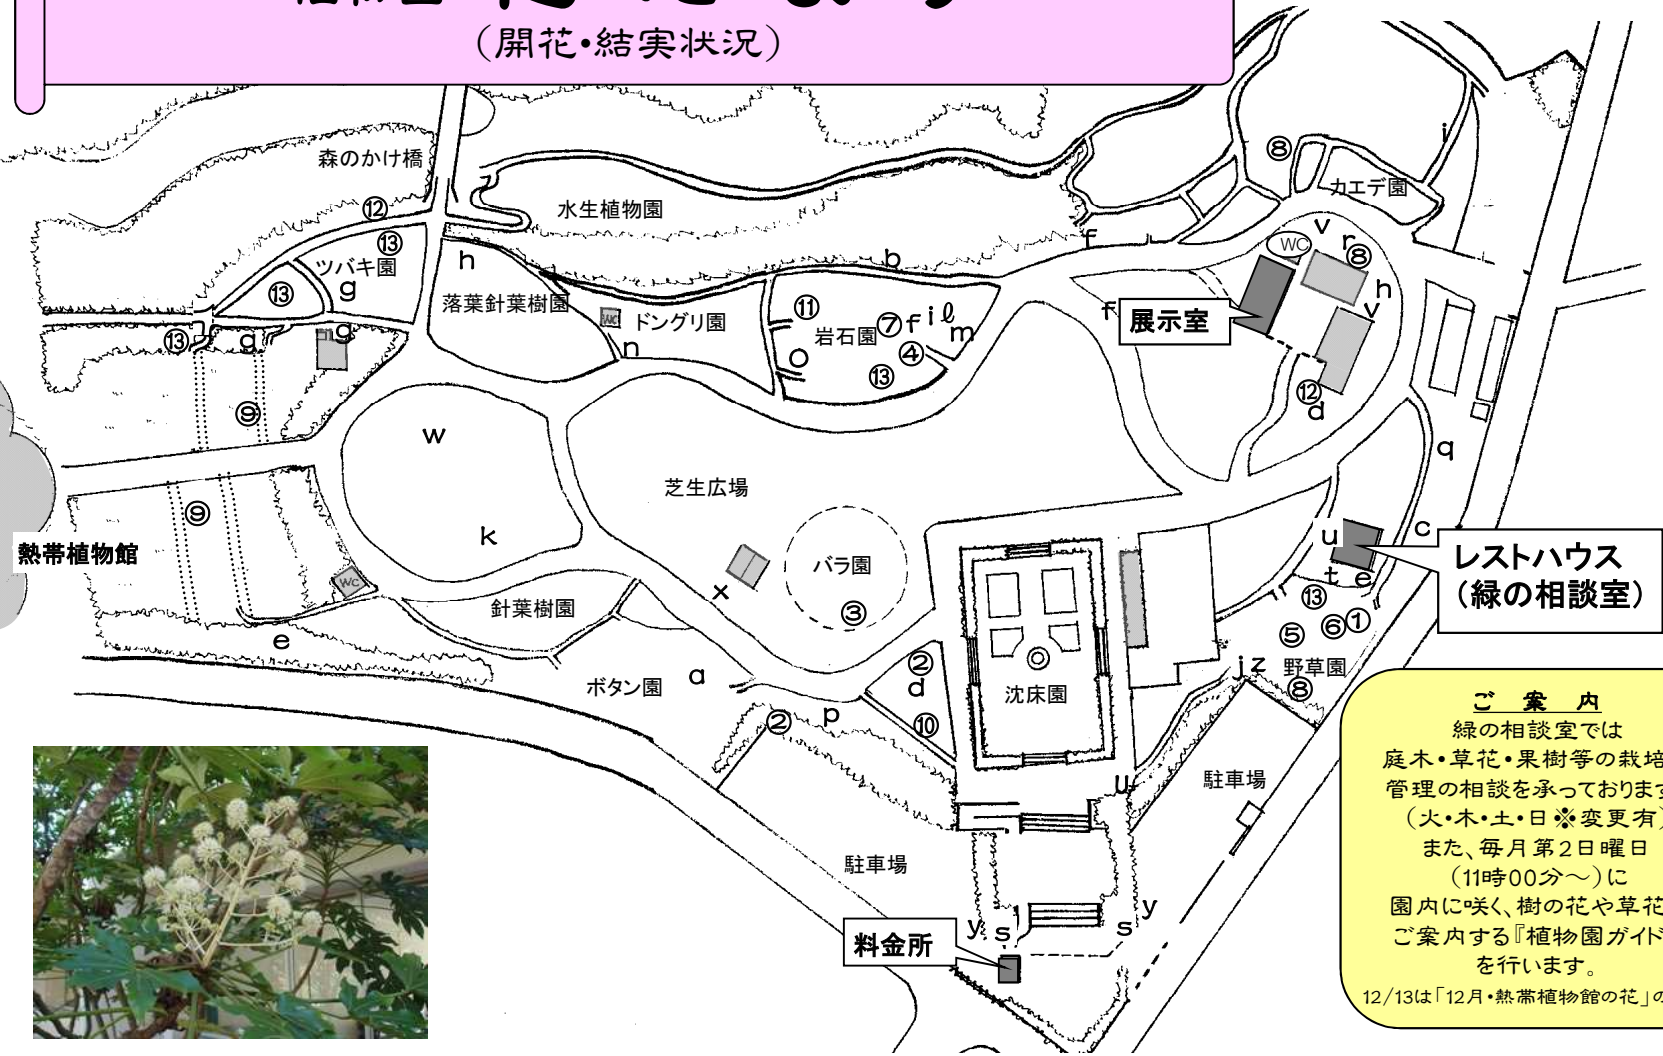 (開花・結実状況)
森のかけ橋
⑧
カエデ園
i
⑫
水生植物園
⑬
ツバキ園
h
f
b
WC
v
r
⑧
⑬
g
落葉針葉樹園
⑪
h
v
WC
ドングリ園
岩石園
⑦
f
i
l
m
f
展示室
⑬
g
g
n
o
④
⑬
⑫
d
⑨
w
q
芝生広場
⑨
k
c
熱帯植物館
u
レストハウス
(緑の相談室)
バラ園
WC
x
t
e
針葉樹園
③
⑬
⑤
⑥
①
e
ボタン園
a
②
d
沈床園
j
z
野草園
⑧
②
p
⑩
u
駐車場
駐車場
y
s
s
y
料金所
ご 案 内
緑の相談室では
庭木・草花・果樹等の栽培
管理の相談を承っております
(火・木・土・日※変更有)
また、毎月第2日曜日
(11時00分~)に
園内に咲く、樹の花や草花
ご案内する『植物園ガイド
を行います。
12/13は「12月・熱帯植物館の花」の